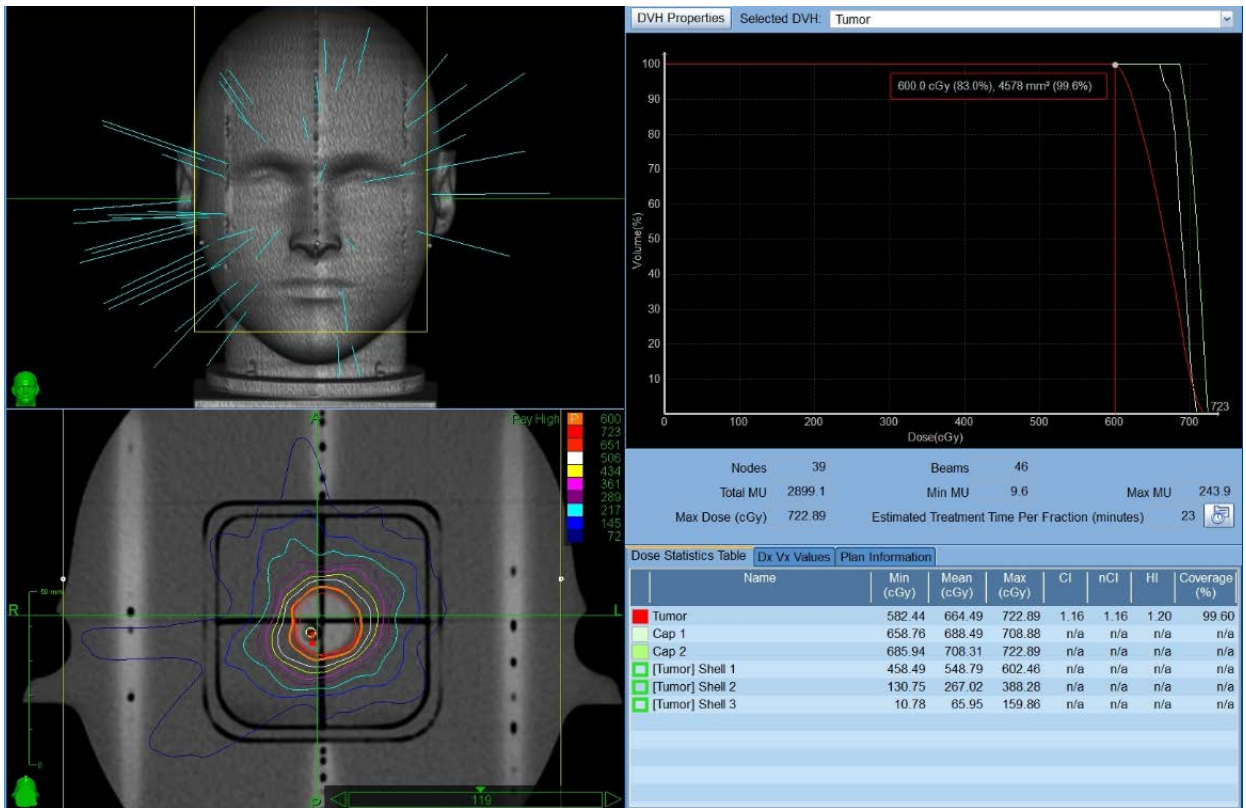 DVH Properties Selected DVH: Tumor
Volume(%)
100
90
80
70
60
50
40
30
20
10
600.0 cGy (83.0%), 4578 mm³ (99.6%)
723
0 100 200 300 400 500 600 700
Dose(cGy)
A
Ray High
P 600
723
651
506
434
361
289
217
145
72
50 mm
R
L
0
P
119
Nodes 39 Beams 46
Total MU 2899.1 Min MU 9.6 Max MU 243.9
Max Dose (cGy) 722.89 Estimated Treatment Time Per Fraction (minutes) 23
Dose Statistics Table Dx Vx Values Plan Information
Name Min (cGy) Mean (cGy) Max (cGy) CI nCI HI Coverage (%)
Tumor 582.44 664.49 722.89 1.16 1.16 1.20 99.60
Cap 1 658.76 688.49 708.88 n/a n/a n/a n/a
Cap 2 685.94 708.31 722.89 n/a n/a n/a n/a
[Tumor] Shell 1 458.49 548.79 602.46 n/a n/a n/a n/a
[Tumor] Shell 2 130.75 267.02 388.28 n/a n/a n/a n/a
[Tumor] Shell 3 10.78 65.95 159.86 n/a n/a n/a n/a